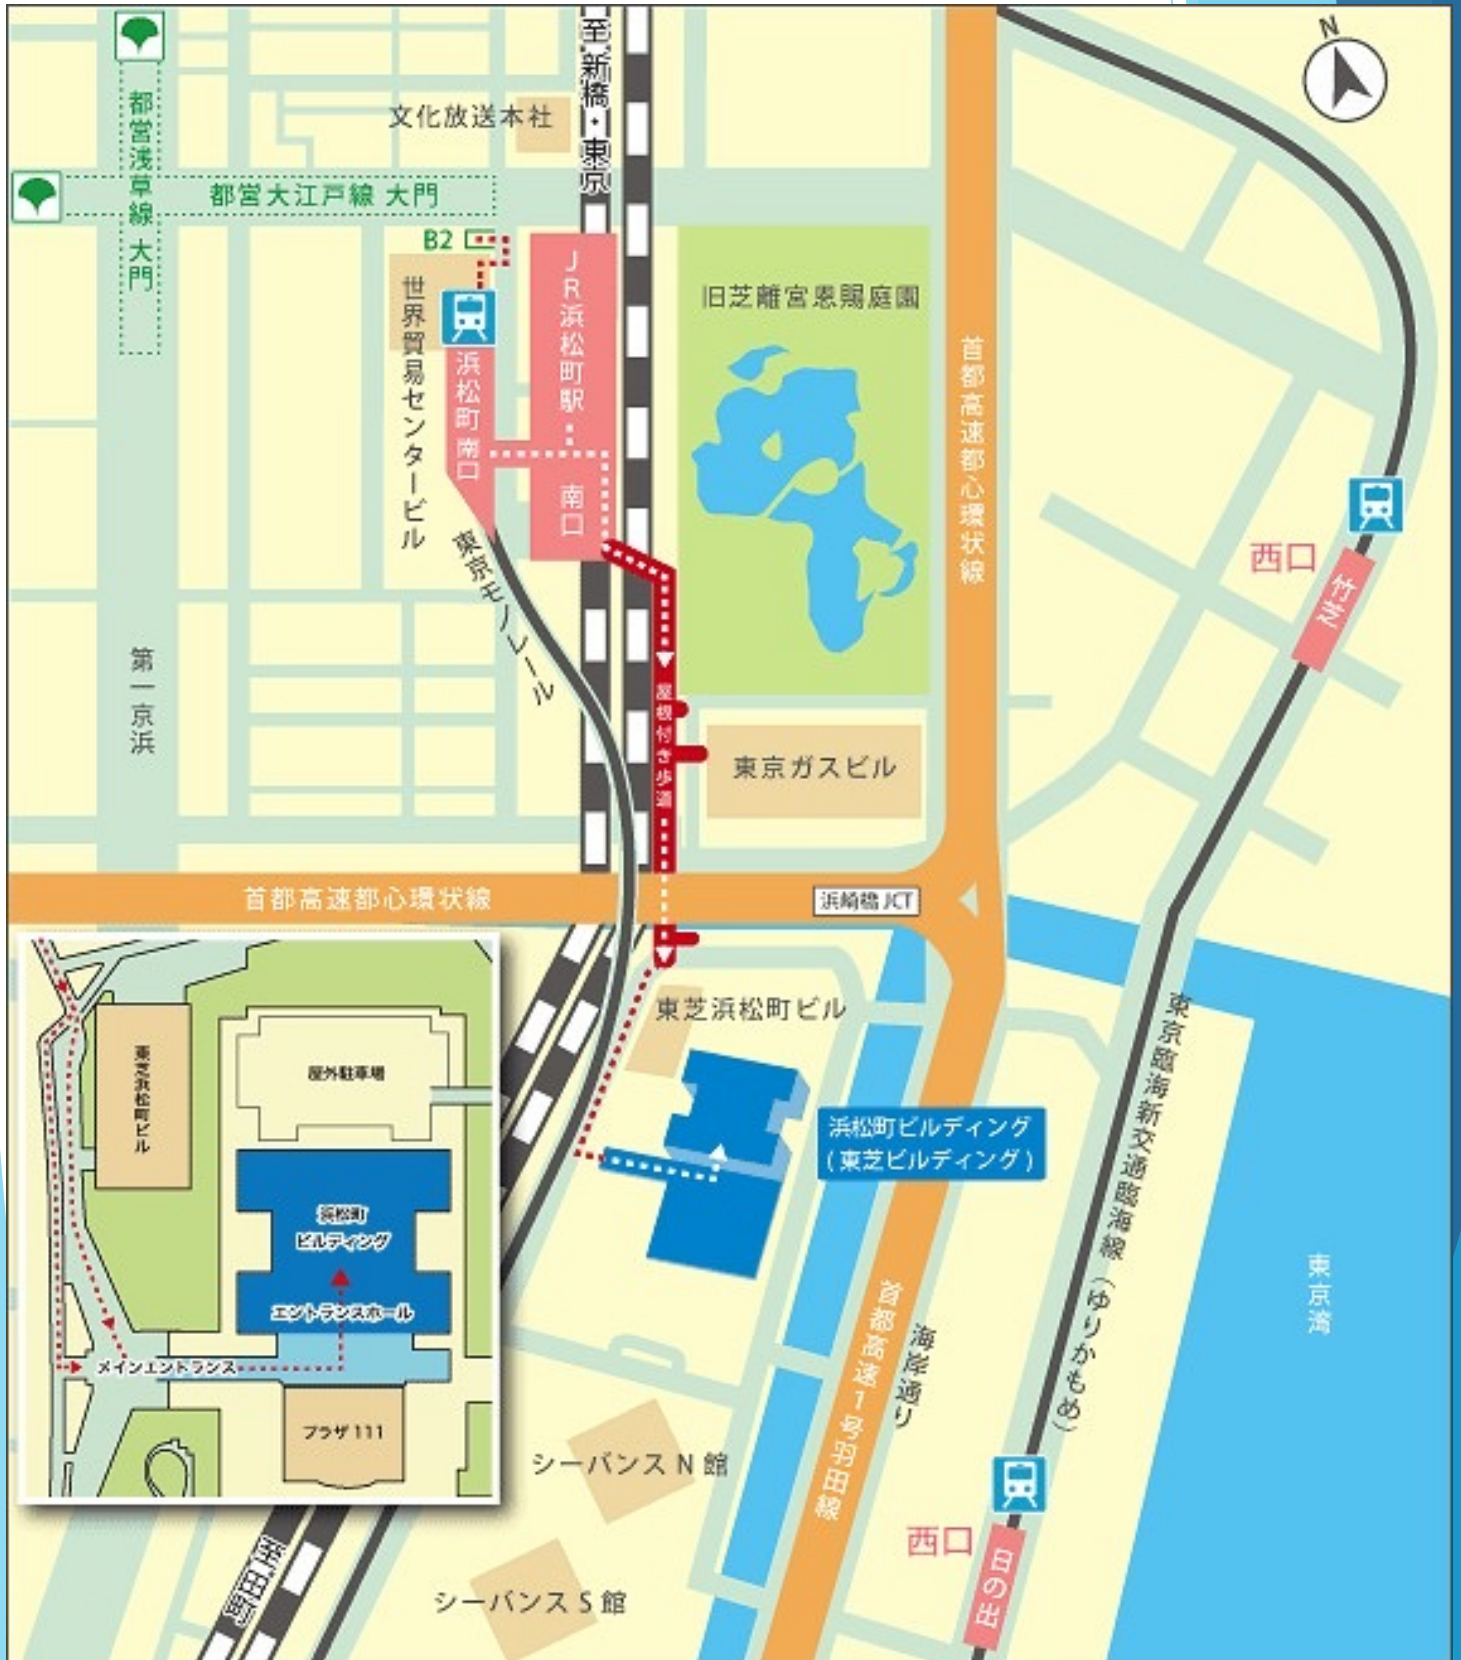 N
至 新橋・東京
文化放送本社
都営浅草線 大門
都営大江戸線 大門
B2
JR浜松町駅
南口
世界貿易センタービル
浜松町 南口
旧芝離宮恩賜庭園
首都高速都心環状線
東京モノレール
西口
竹芝
第一京浜
屋根付き歩道
東京ガスビル
首都高速都心環状線
浜崎橋 JCT
東芝浜松町ビル
東京臨海新交通臨海線（ゆりかもめ）
浜松町ビルディング
(東芝ビルディング)
東京湾
首都高速1号羽田線
海岸通り
シーバンス N 館
シーバンス S 館
西口
日の出
至 田町
東芝浜松町ビル
屋外駐車場
浜松町
ビルディング
エントランスホール
メインエントランス
プラザ 111